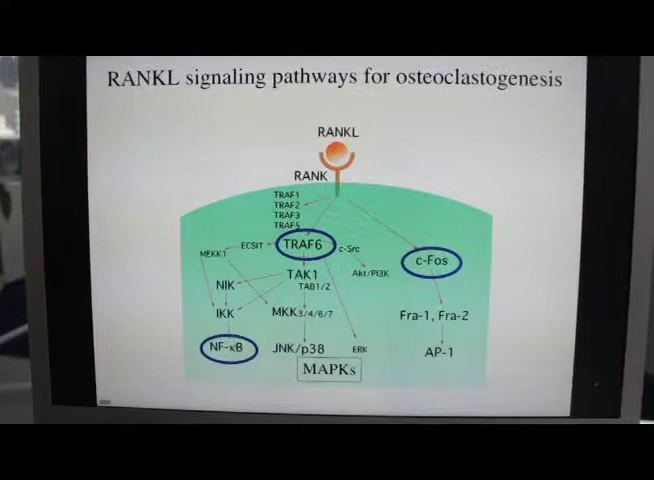 RANKL signaling pathways for osteoclastogenesis
RANKL
RANK
TRAF1
TRAF2
TRAF3
TRAF5
ECSIT
TRAF6
c-Src
MEKK1
c-Fos
TAK1
Akt/PI3K
NIK
TAB1/2
IKK
MKK3/4/6/7
Fra-1, Fra-2
NF-κB
JNK/p38
ERK
AP-1
MAPKs